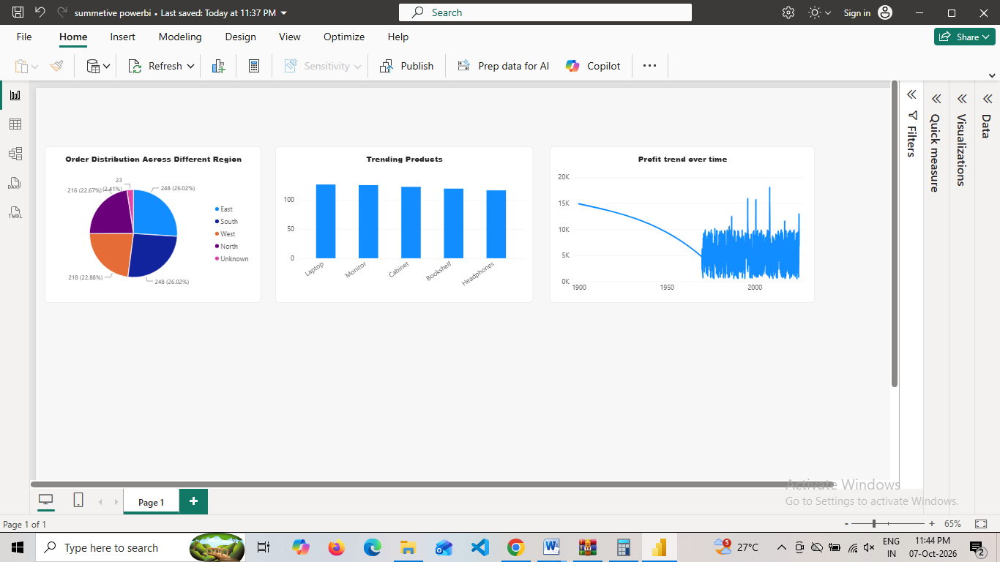 summetive powerbi • Last saved: Today at 11:37 PM
Search
Sign in
File Home Insert Modeling Design View Optimize Help
Share
Refresh
Sensitivity
Publish
Prep data for AI
Copilot
Order Distribution Across Different Region
23
(2.41%)
216 (22.67%)
248 (26.02%)
218 (22.88%)
248 (26.02%)
East
South
West
North
Unknown
Trending Products
100
50
0
Laptop
Monitor
Cabinet
Bookshelf
Headphones
Profit trend over time
20K
15K
10K
5K
0K
1900 1950 2000
Filters
Quick measure
Visualizations
Data
DAX
TMDL
Activate Windows
Go to Settings to activate Windows.
Page 1
+
Page 1 of 1
- + 65%
Type here to search
5
27°C
ENG
IN
11:44 PM
07-Oct-2026
2